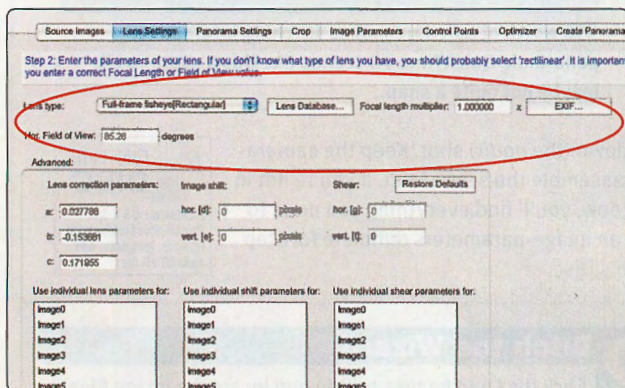 Source Images Lens Settings Panorama Settings Crop Image Parameters Control Points Optimizer Create Panorama
Step 2: Enter the parameters of your lens. If you don't know what type of lens you have, you should probably select 'rectilinear'. It is important
you enter a correct Focal Length or Field of View value.
Lens type: Full-frame fisheye[Rectangular] Lens Database... Focal length multiplier: 1.000000 x EXIF...
Hor. Field of View: 85.28 degrees
Advanced:
Lens correction parameters: Image shift: Shear: Restore Defaults
a: 0.027788 hor. [d]: 0 pixels hor. [g]: 0
b: -0.153681 vert. [e]: 0 pixels vert. [t]: 0
c: 0.171955
Use individual lens parameters for: Use individual shift parameters for: Use individual shear parameters for:
Image0 Image0 Image0
Image1 Image1 Image1
Image2 Image2 Image2
Image3 Image3 Image3
Image4 Image4 Image4
Image5 Image5 Image5